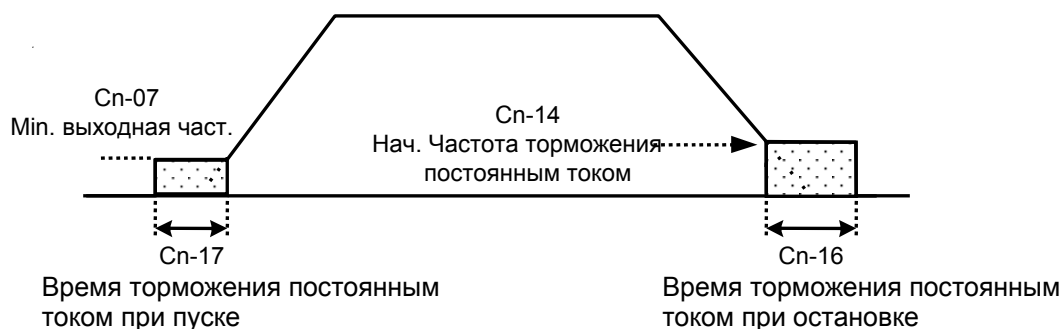 Cn-07
Min. выходная част.
Cn-14
Нач. Частота торможения
постоянным током
Cn-17
Время торможения постоянным
током при пуске
Cn-16
Время торможения постоянным
током при остановке